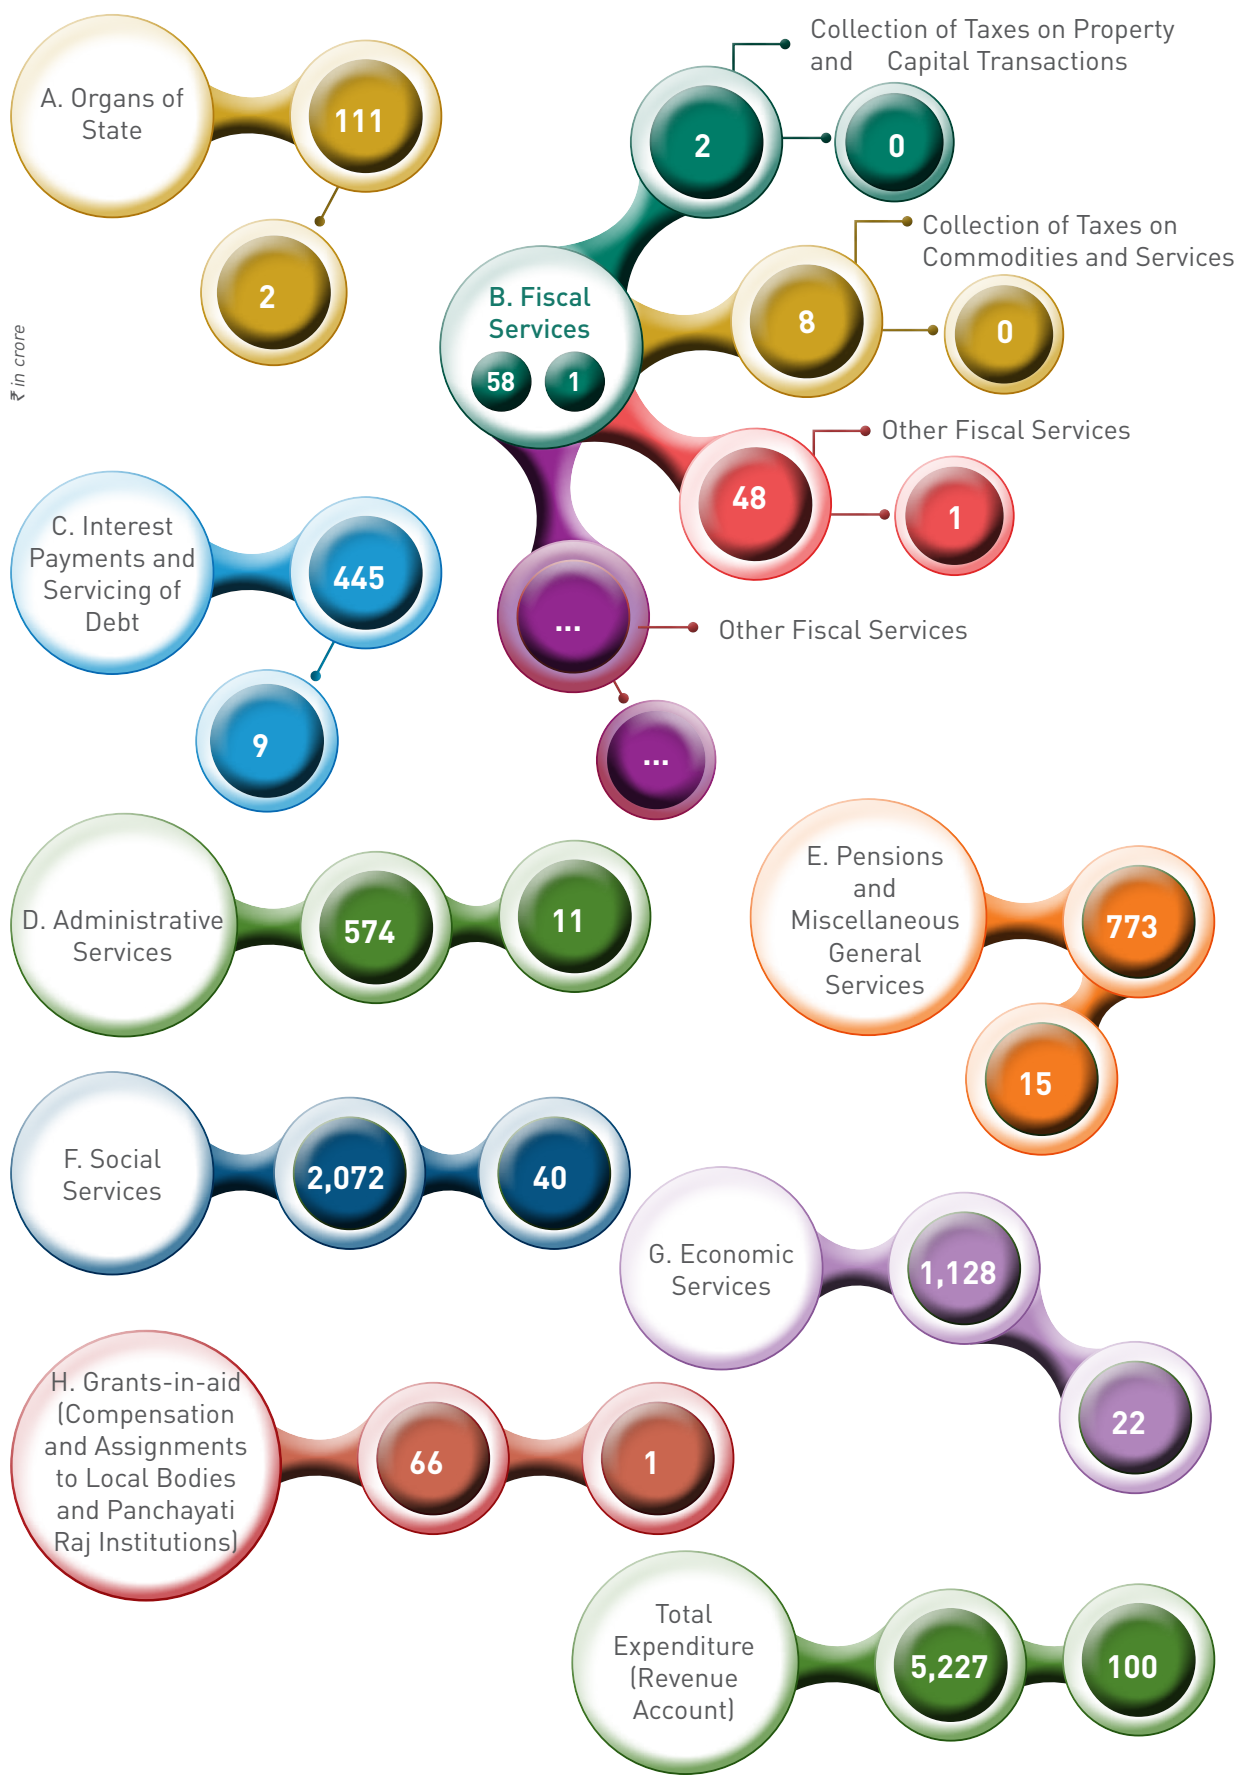 A. Organs of
State
111
2
₹ in crore
Collection of Taxes on Property
and Capital Transactions
2
0
Collection of Taxes on
Commodities and Services
8
0
B. Fiscal
Services
58
1
Other Fiscal Services
48
1
...
Other Fiscal Services
...
C. Interest
Payments and
Servicing of
Debt
445
9
D. Administrative
Services
574
11
E. Pensions
and
Miscellaneous
General
Services
773
15
F. Social
Services
2,072
40
G. Economic
Services
1,128
22
H. Grants-in-aid
(Compensation
and Assignments
to Local Bodies
and Panchayati
Raj Institutions)
66
1
Total
Expenditure
(Revenue
Account)
5,227
100